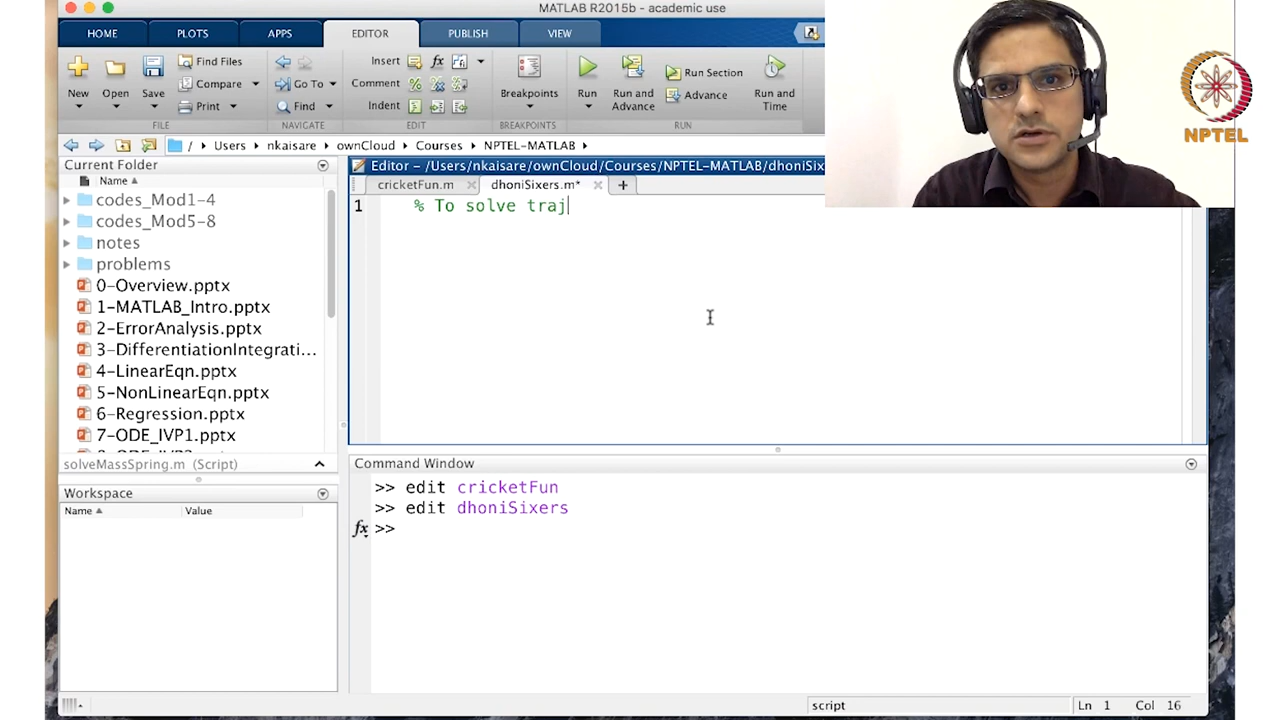 MATLAB R2015b - academic use
HOME PLOTS APPS EDITOR PUBLISH VIEW
New Open Save Find Files Compare Print
Go To Find
Insert fx
Comment
Indent
Breakpoints Run Run and Advance Run Section Advance Run and Time
FILE NAVIGATE EDIT BREAKPOINTS RUN
/ Users nkaisare ownCloud Courses NPTEL-MATLAB
Current Folder
Name
codes_Mod1-4
codes_Mod5-8
notes
problems
0-Overview.pptx
1-MATLAB_Intro.pptx
2-ErrorAnalysis.pptx
3-DifferentiationIntegrati...
4-LinearEqn.pptx
5-NonLinearEqn.pptx
6-Regression.pptx
7-ODE_IVP1.pptx
solveMassSpring.m (Script)
Workspace
Name Value
Editor - /Users/nkaisare/ownCloud/Courses/NPTEL-MATLAB/dhoniSix
cricketFun.m dhoniSixers.m*
1 % To solve traj
Command Window
>> edit cricketFun
>> edit dhoniSixers
fx >>
script Ln 1 Col 16
NPTEL